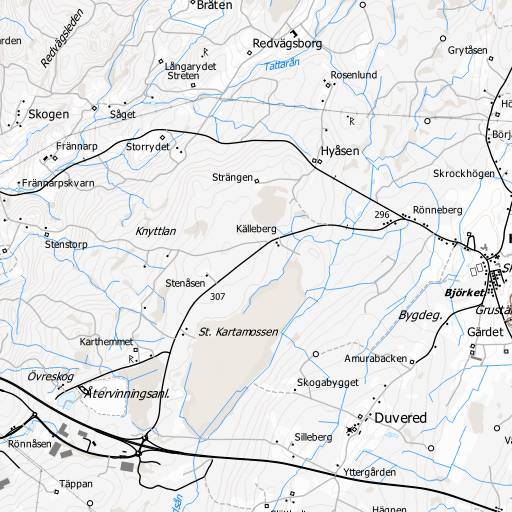 Bråten
Redvägsborg
Redvägsleden
Grytåsen
Långarydet
Streten
Tattarån
Rosenlund
Såget
Skogen
Storrydet
Frännarp
Hyåsen
Skrockhögen
Frännarpskvarn
Strängen
296
Rönneberg
Knyttlan
Källeberg
Stenstorp
Stenåsen
307
Björket
Bygdeg.
St. Kartamossen
Gärdet
Karthemmet
R
Amurabacken
Övreskog
Återvinningsanl.
Skogabygget
Duvered
Silleberg
Rönnåsen
Yttergården
Täppan
Hägnen